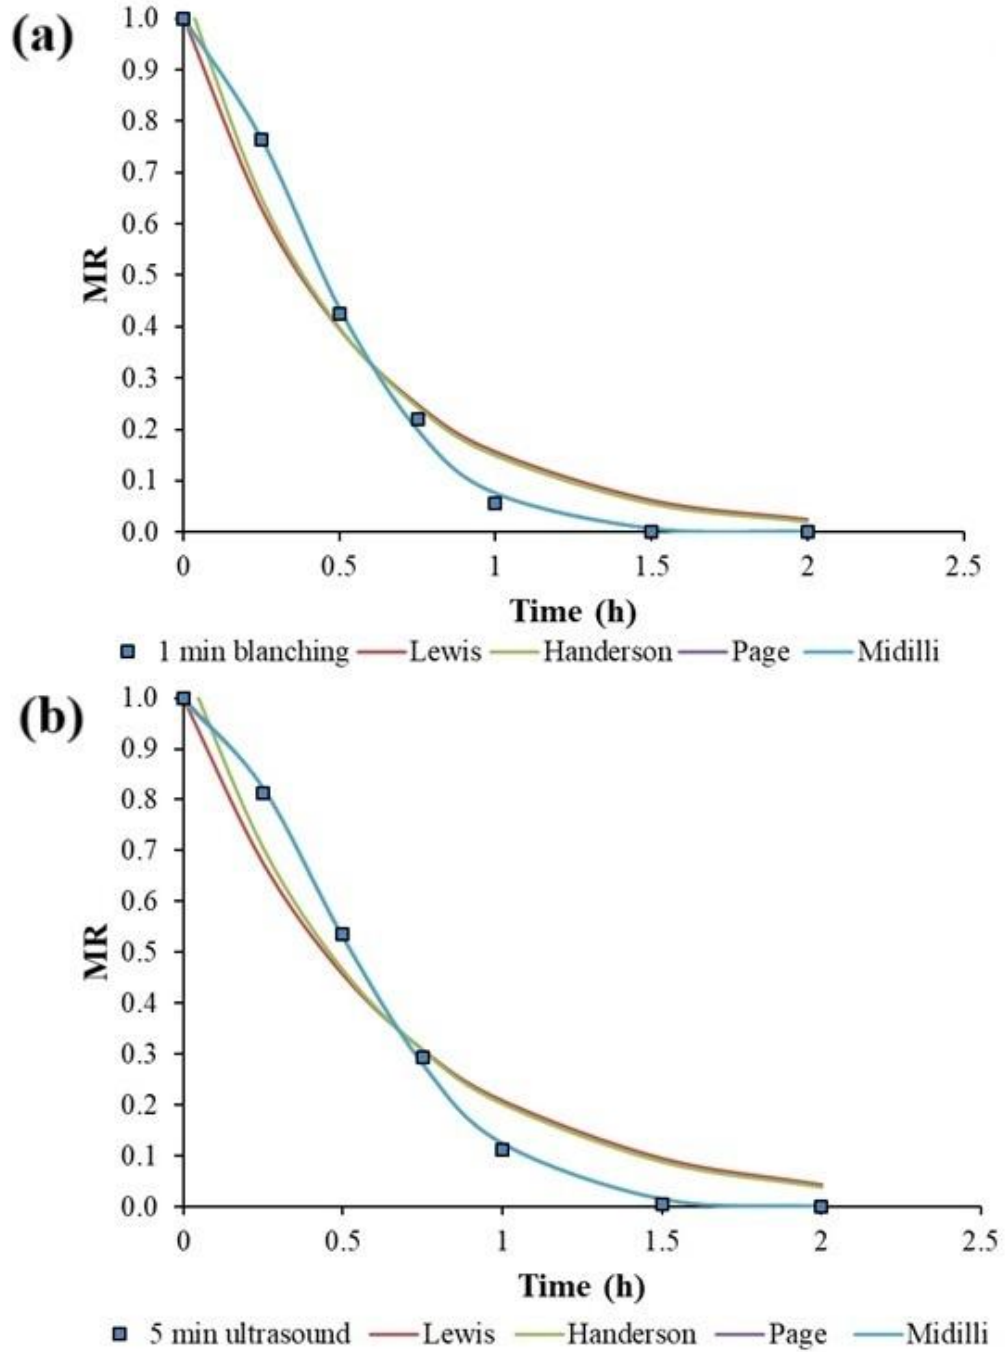 (a)
1.0
0.9
0.8
0.7
0.6
0.5
0.4
0.3
0.2
0.1
0.0
MR
0 0.5 1 1.5 2 2.5
Time (h)
1 min blanching Lewis Handerson Page Midilli
(b)
1.0
0.9
0.8
0.7
0.6
0.5
0.4
0.3
0.2
0.1
0.0
MR
0 0.5 1 1.5 2 2.5
Time (h)
5 min ultrasound Lewis Handerson Page Midilli